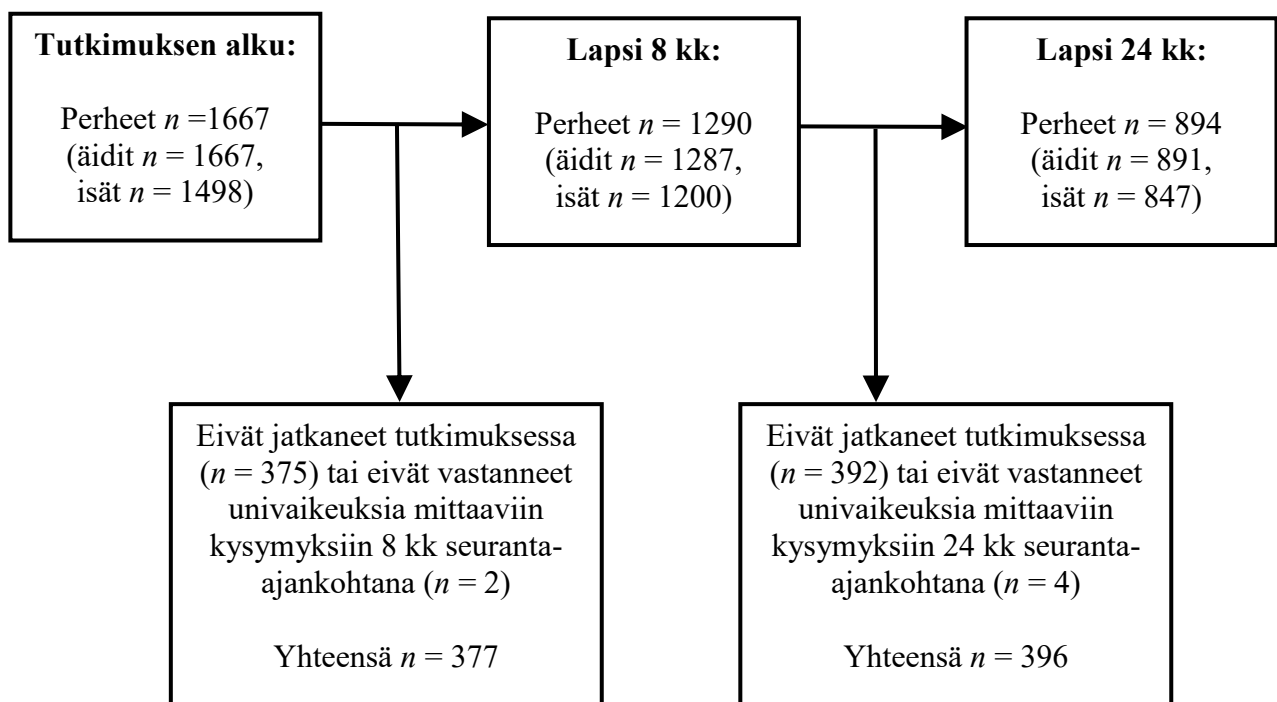 Tutkimuksen alku:
Perheet n =1667
(äidit n = 1667,
isät n = 1498)
Lapsi 8 kk:
Perheet n = 1290
(äidit n = 1287,
isät n = 1200)
Lapsi 24 kk:
Perheet n = 894
(äidit n = 891,
isät n = 847)
Eivät jatkaneet tutkimuksessa
(n = 375) tai eivät vastanneet
univaikeuksia mittaaviin
kysymyksiin 8 kk seuranta-
ajankohtana (n = 2)
Yhteensä n = 377
Eivät jatkaneet tutkimuksessa
(n = 392) tai eivät vastanneet
univaikeuksia mittaaviin
kysymyksiin 24 kk seuranta-
ajankohtana (n = 4)
Yhteensä n = 396